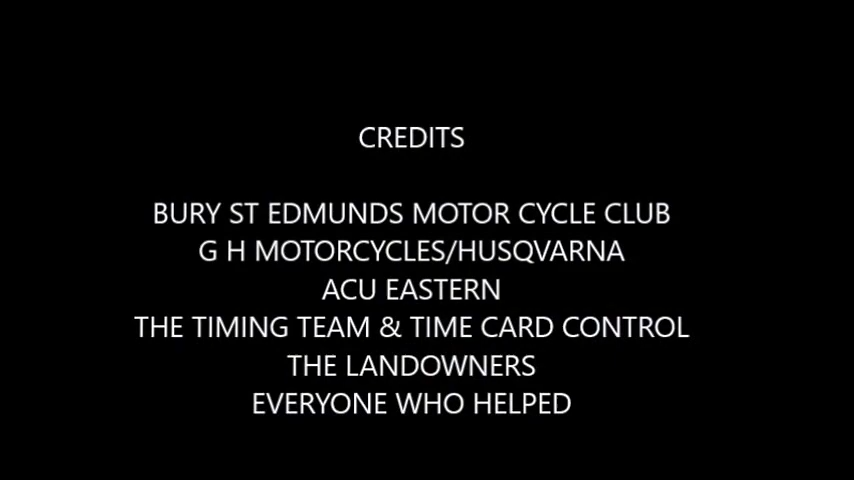 CREDITS
BURY ST EDMUNDS MOTOR CYCLE CLUB
G H MOTORCYCLES/HUSQVARNA
ACU EASTERN
THE TIMING TEAM & TIME CARD CONTROL
THE LANDOWNERS
EVERYONE WHO HELPED